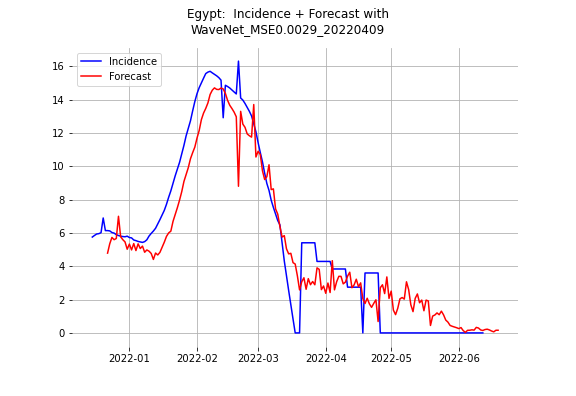 Egypt:  Incidence + Forecast with
WaveNet_MSE0.0029_20220409
Incidence
Forecast
16
14
12
10
8
6
4
2
0
2022-01 2022-02 2022-03 2022-04 2022-05 2022-06